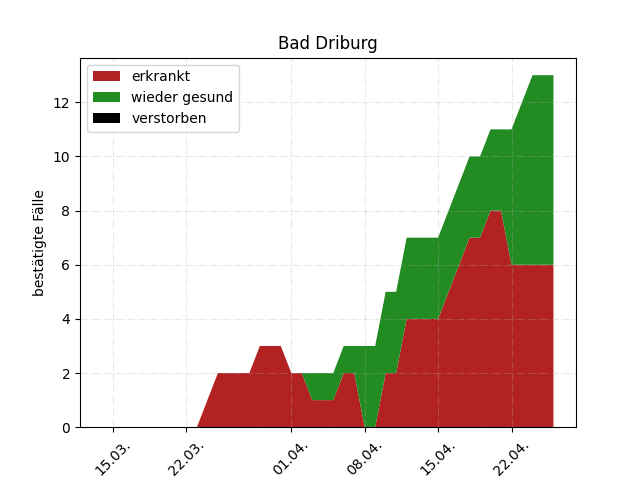 Bad Driburg
erkrankt
wieder gesund
verstorben
bestätigte Fälle
12
10
8
6
4
2
0
15.03.
22.03.
01.04.
08.04.
15.04.
22.04.